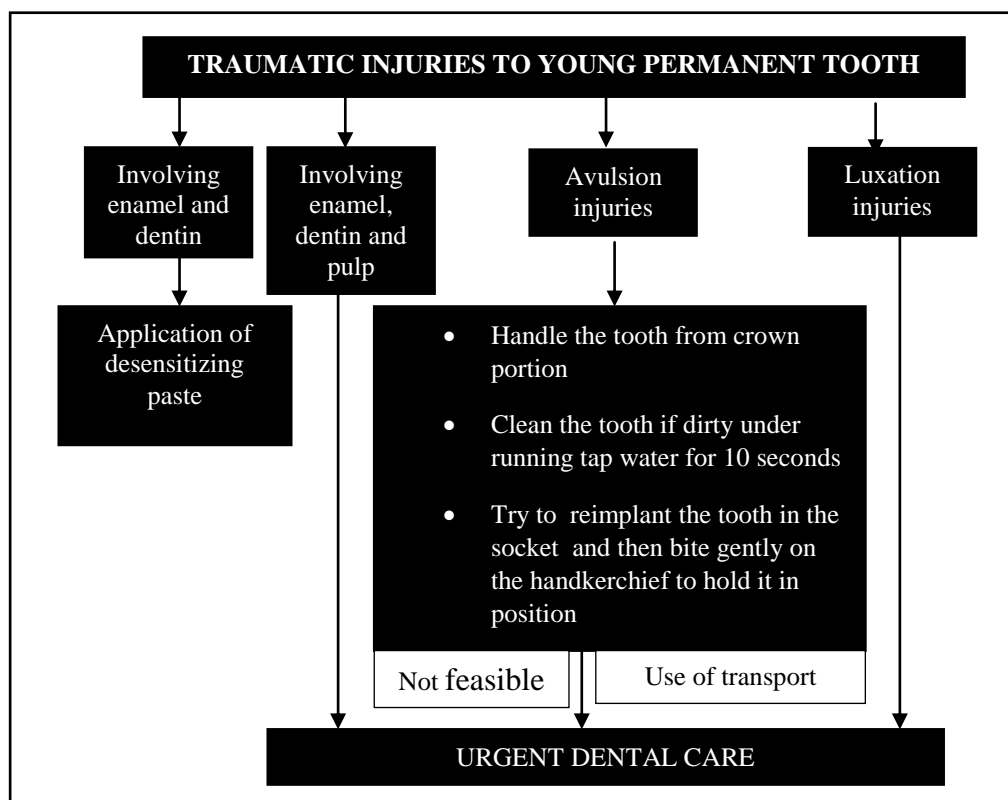 TRAUMATIC INJURIES TO YOUNG PERMANENT TOOTH
Involving
enamel and
dentin
Involving
enamel,
dentin and
pulp
Avulsion
injuries
Luxation
injuries
Application of
desensitizing
paste
• Handle the tooth from crown
portion
• Clean the tooth if dirty under
running tap water for 10 seconds
• Try to reimplant the tooth in the
socket and then bite gently on
the handkerchief to hold it in
position
Not feasible
Use of transport
URGENT DENTAL CARE